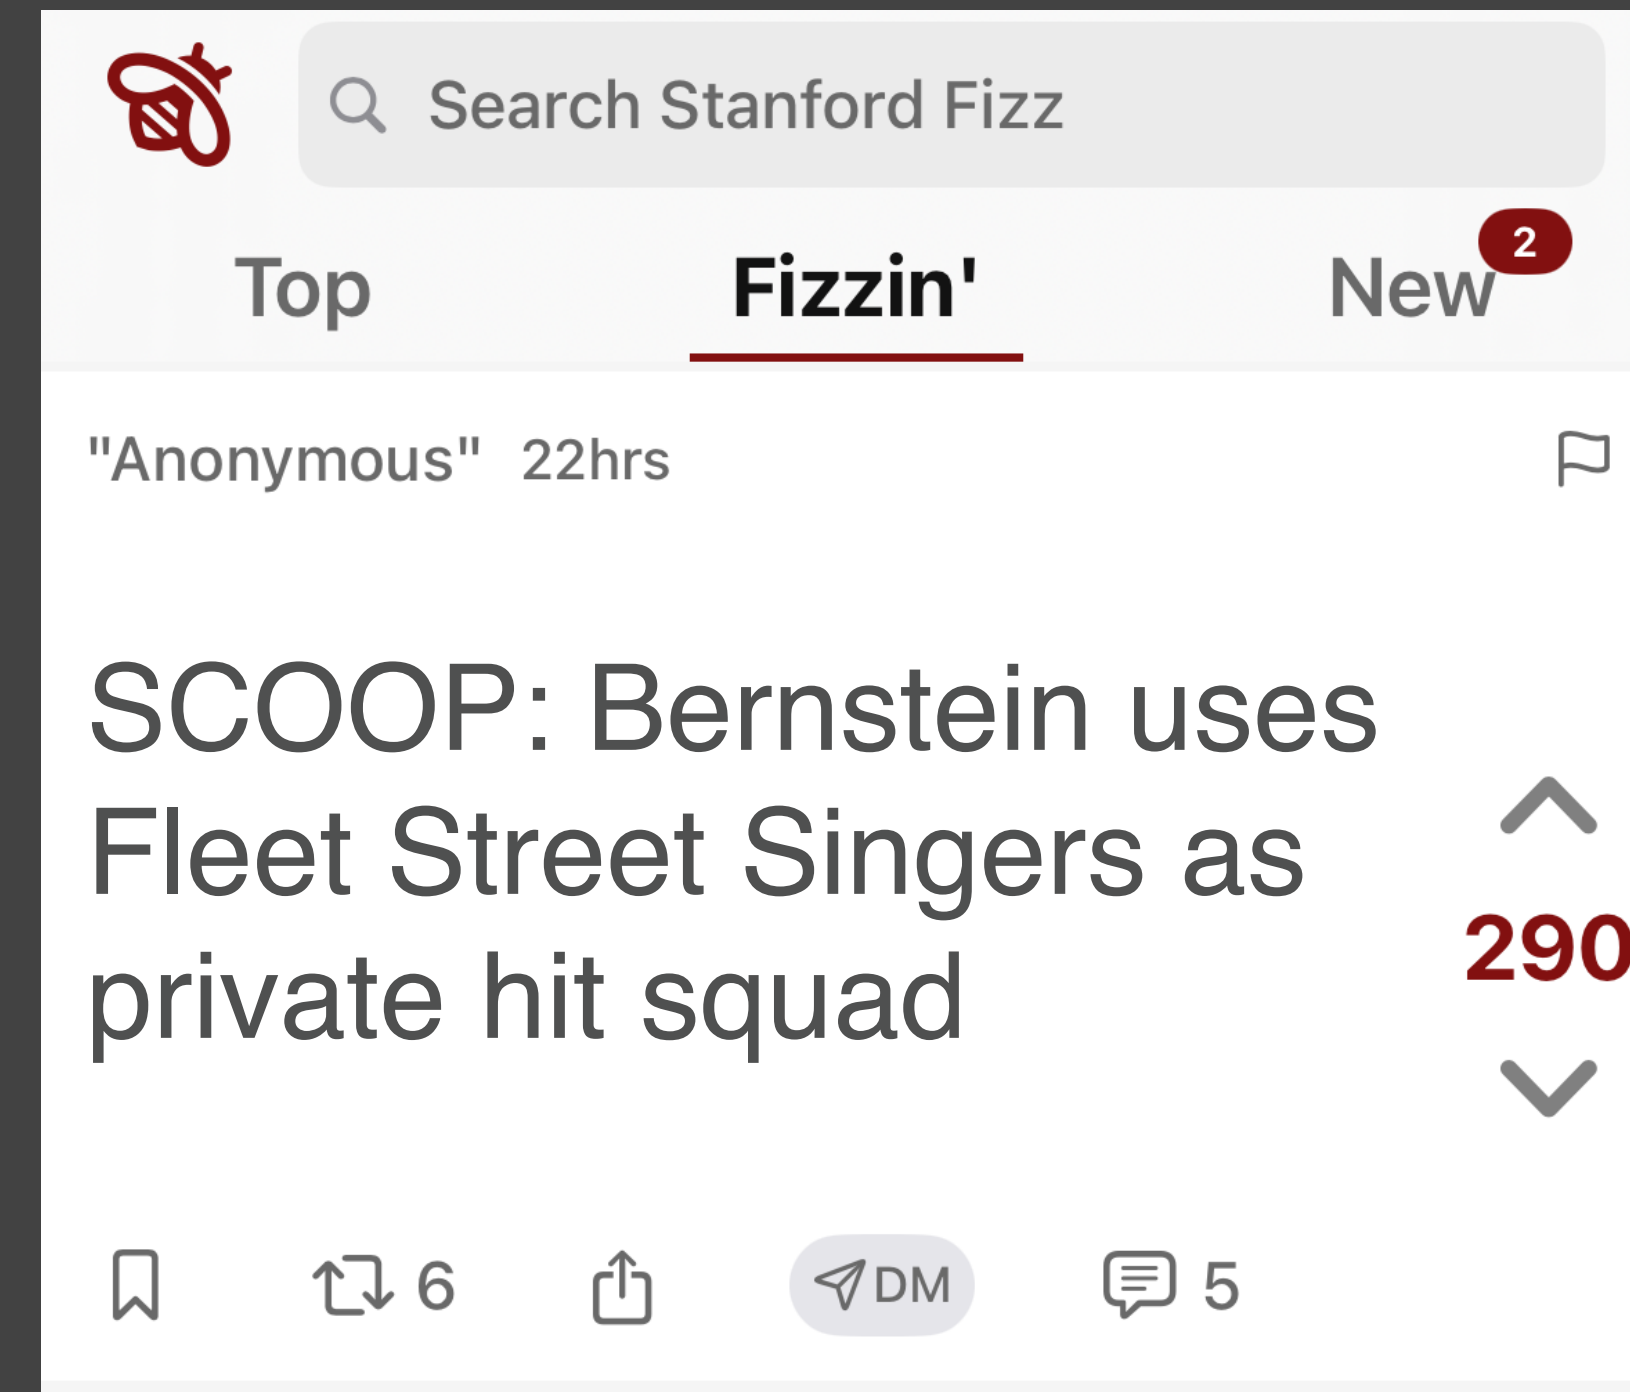 Search Stanford Fizz
Top Fizzin' New 2
"Anonymous" 22hrs
SCOOP: Bernstein uses
Fleet Street Singers as
private hit squad
290
6 DM 5